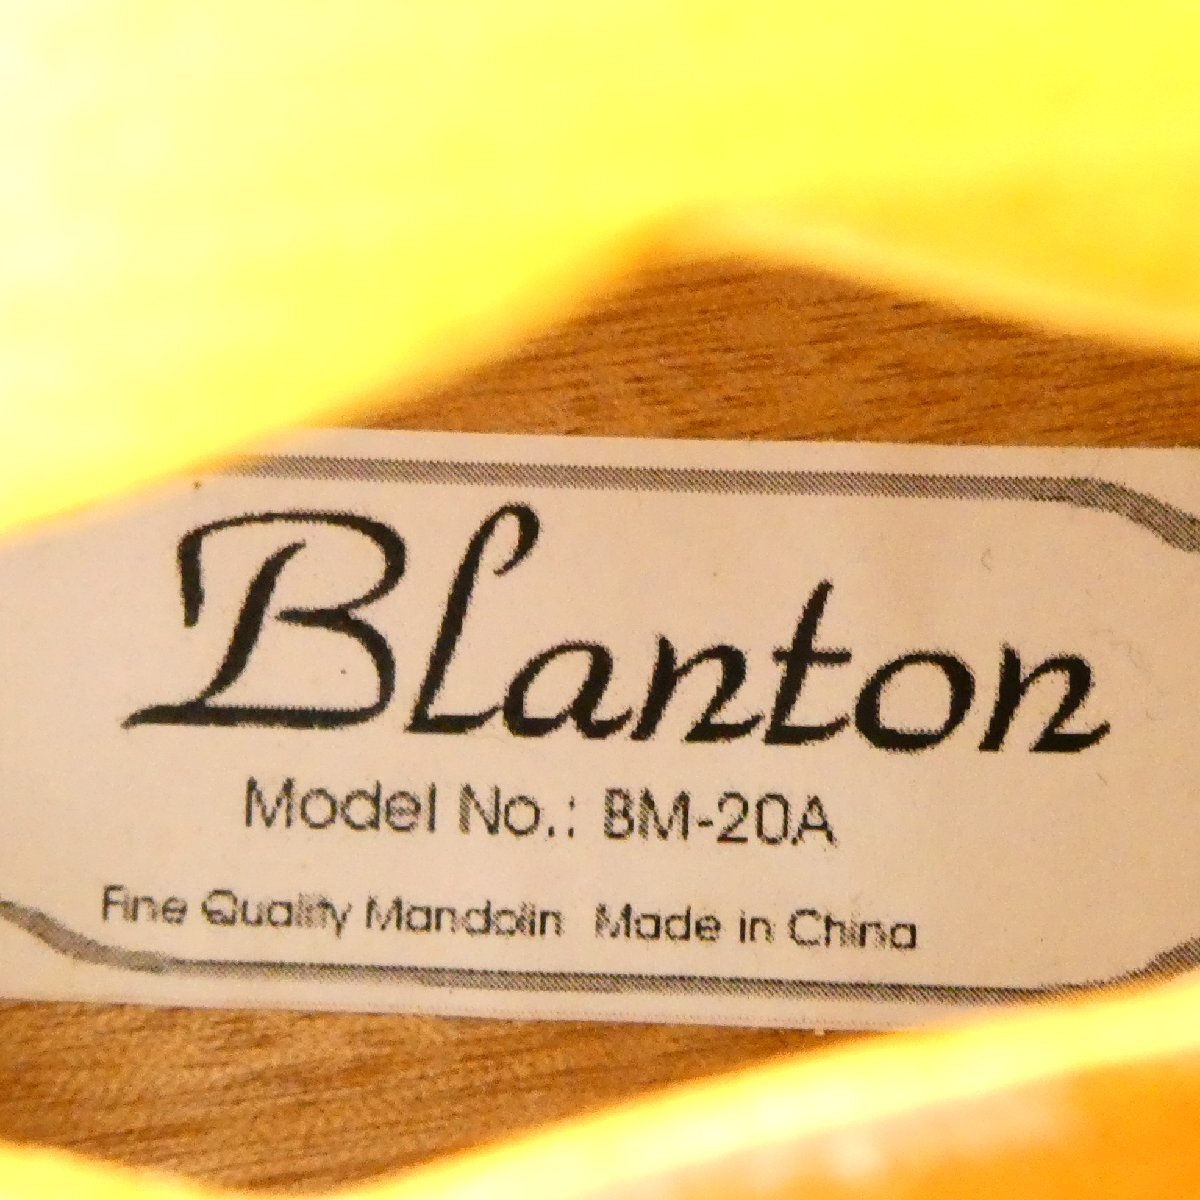 Blanton
Model No.: BM-20A
Fine Quality Mandolin Made in China